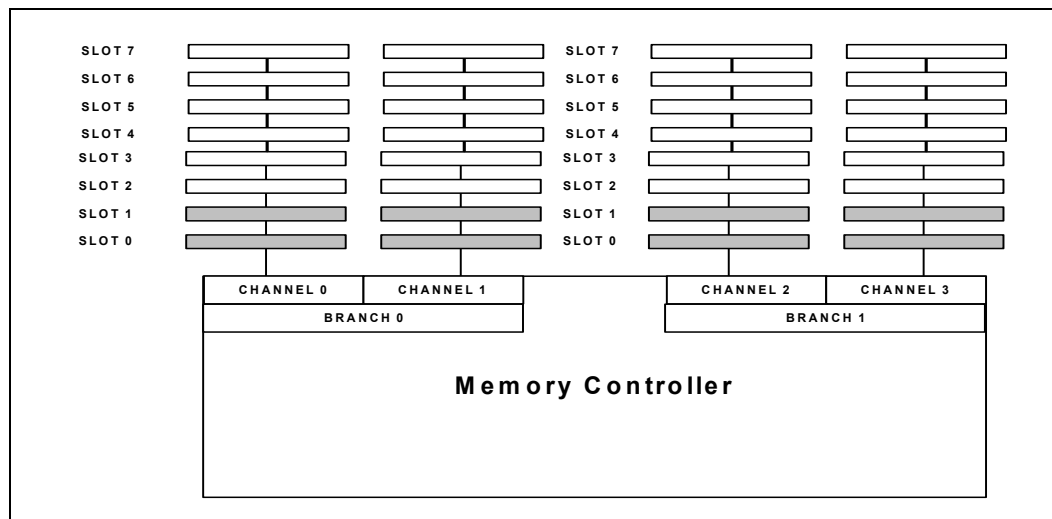 SLOT 7 SLOT 7
SLOT 6 SLOT 6
SLOT 5 SLOT 5
SLOT 4 SLOT 4
SLOT 3 SLOT 3
SLOT 2 SLOT 2
SLOT 1 SLOT 1
SLOT 0 SLOT 0
CHANNEL 0 CHANNEL 1 CHANNEL 2 CHANNEL 3
BRANCH 0 BRANCH 1
Memory Controller